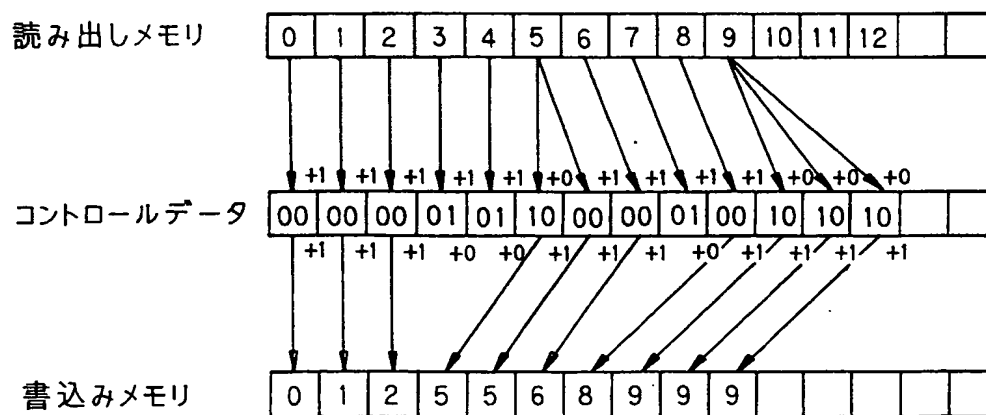 読み出しメモリ 0 1 2 3 4 5 6 7 8 9 10 11 12
+1 +1 +1 +1 +1 +0 +1 +1 +1 +1 +0 +0 +0
コントロールデータ 00 00 00 01 01 10 00 00 01 00 10 10 10
+1 +1 +1 +0 +0 +1 +1 +1 +0 +1 +1 +1 +1
書込みメモリ 0 1 2 5 5 6 8 9 9 9